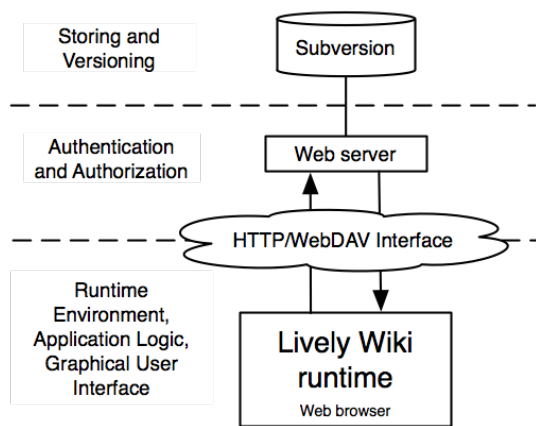 Storing and
Versioning
Subversion
Authentication
and Authorization
Web server
HTTP/WebDAV Interface
Runtime
Environment,
Application Logic,
Graphical User
Interface
Lively Wiki
runtime
Web browser